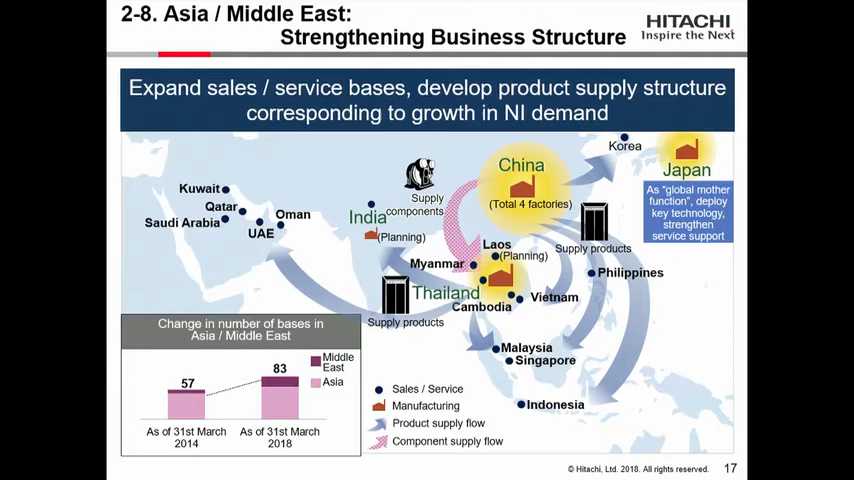 2-8. Asia / Middle East:
Strengthening Business Structure
HITACHI
Inspire the Next
Expand sales / service bases, develop product supply structure
corresponding to growth in NI demand
Korea
Japan
As "global mother
function", deploy
key technology,
strengthen
service support
China
(Total 4 factories)
Supply
components
Kuwait
Qatar
Saudi Arabia
UAE
Oman
India
(Planning)
Laos
(Planning)
Myanmar
Supply products
Thailand
Cambodia
Vietnam
Philippines
Supply products
Malaysia
Singapore
Indonesia
Change in number of bases in
Asia / Middle East
57
83
Middle
East
Asia
As of 31st March
2014
As of 31st March
2018
Sales / Service
Manufacturing
Product supply flow
Component supply flow
© Hitachi, Ltd. 2018. All rights reserved.
17